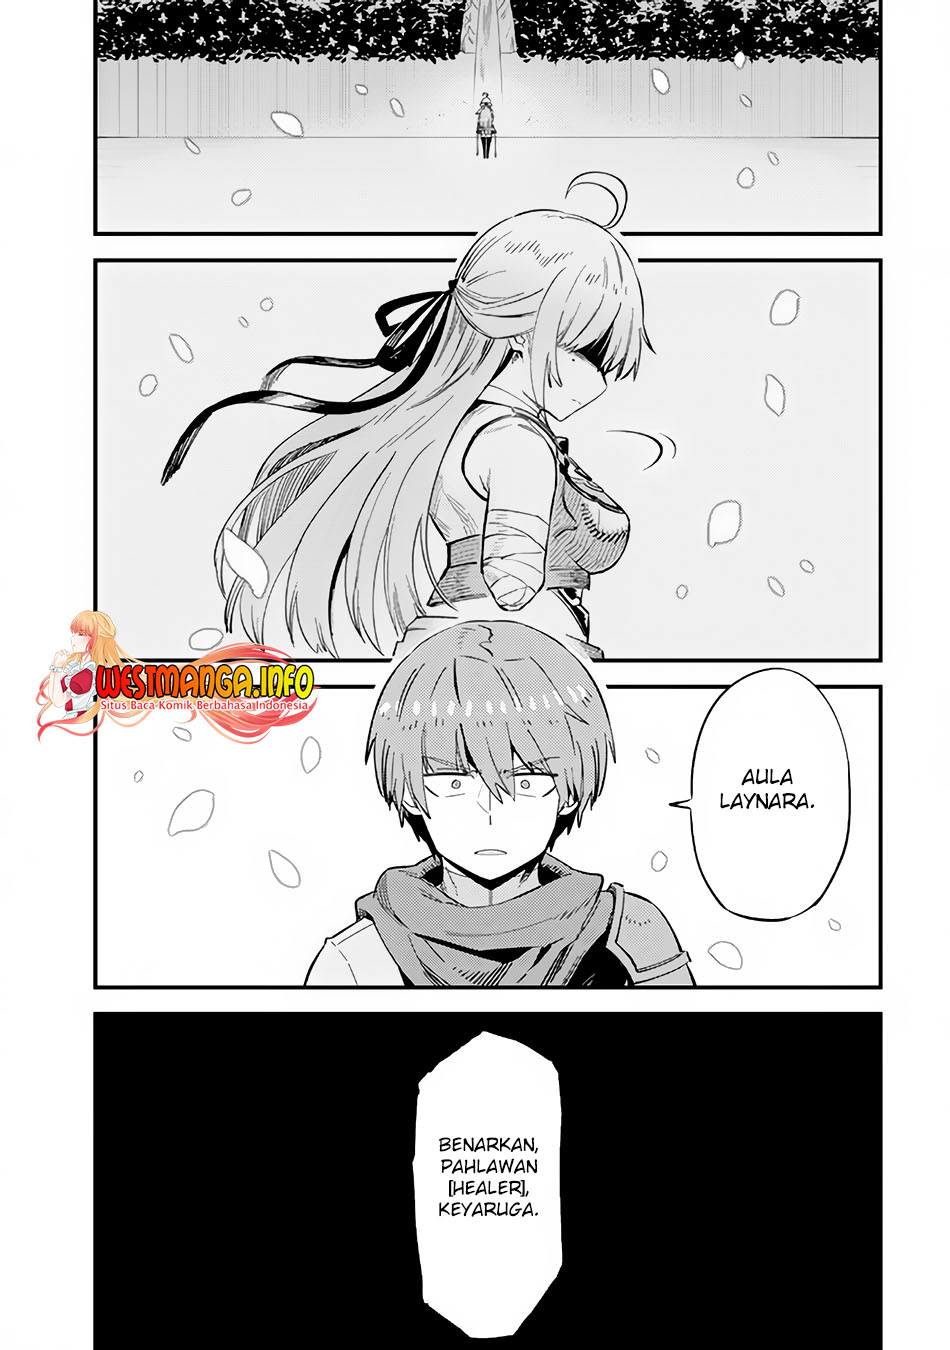 WESTMANGA.INFO
Situs Baca Komik Berbahasa Indonesia
AULA
LAYNARA.
BENARKAN,
PAHLAWAN
[HEALER],
KEYARUGA.